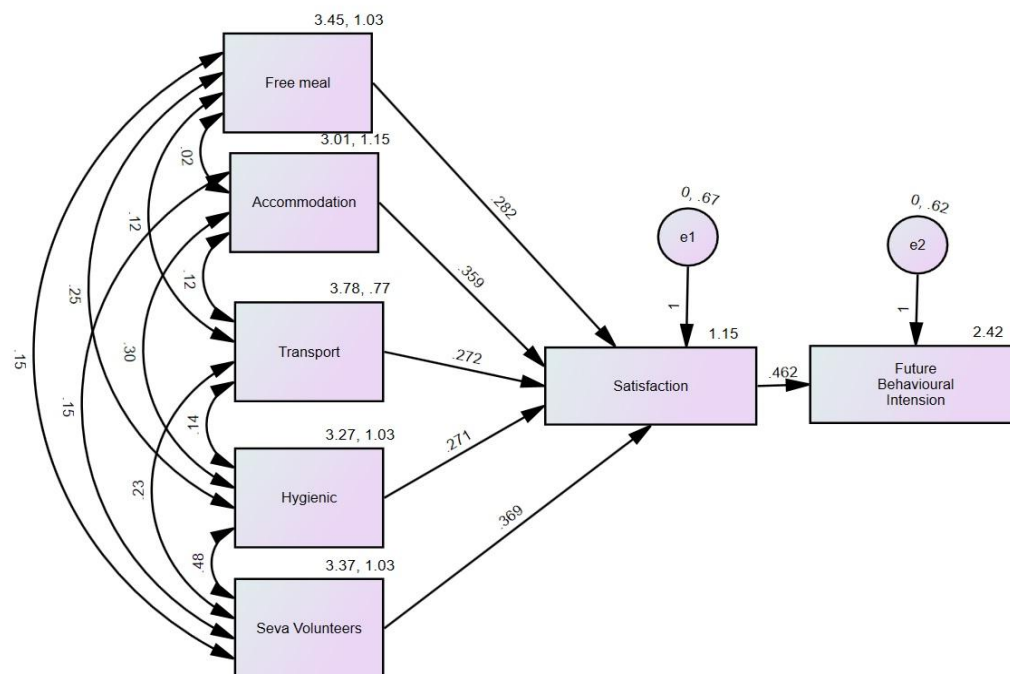 3.45, 1.03
Free meal
3.01, 1.15
Accommodation
3.78, .77
Transport
3.27, 1.03
Hygienic
3.37, 1.03
Seva Volunteers
.02
.12
.25
.15
.12
.30
.15
.14
.23
.48
.282
.359
.272
.271
.369
0, .67
e1
1
1.15
Satisfaction
.462
0, .62
e2
1
2.42
Future
Behavioural
Intension